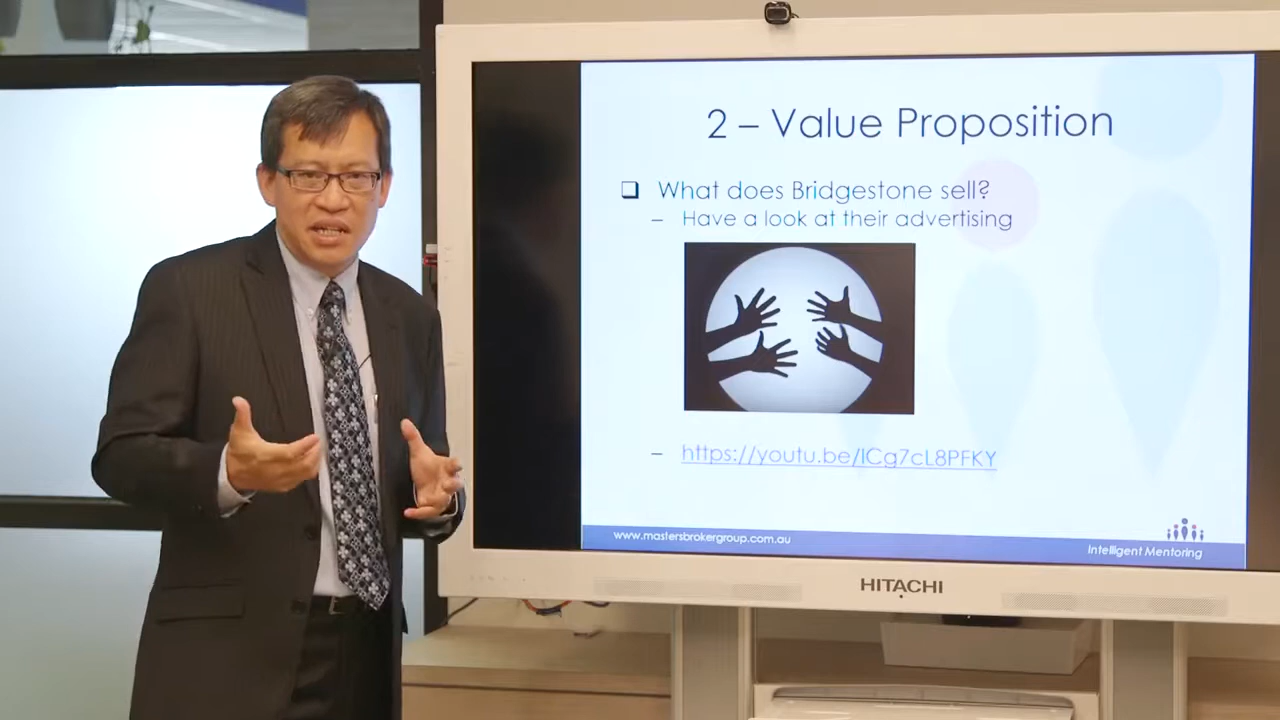 2 – Value Proposition
❑ What does Bridgestone sell?
– Have a look at their advertising
– https://youtu.be/ICg7cL8PFKY
www.mastersbrokergroup.com.au
Intelligent Mentoring
HITACHI